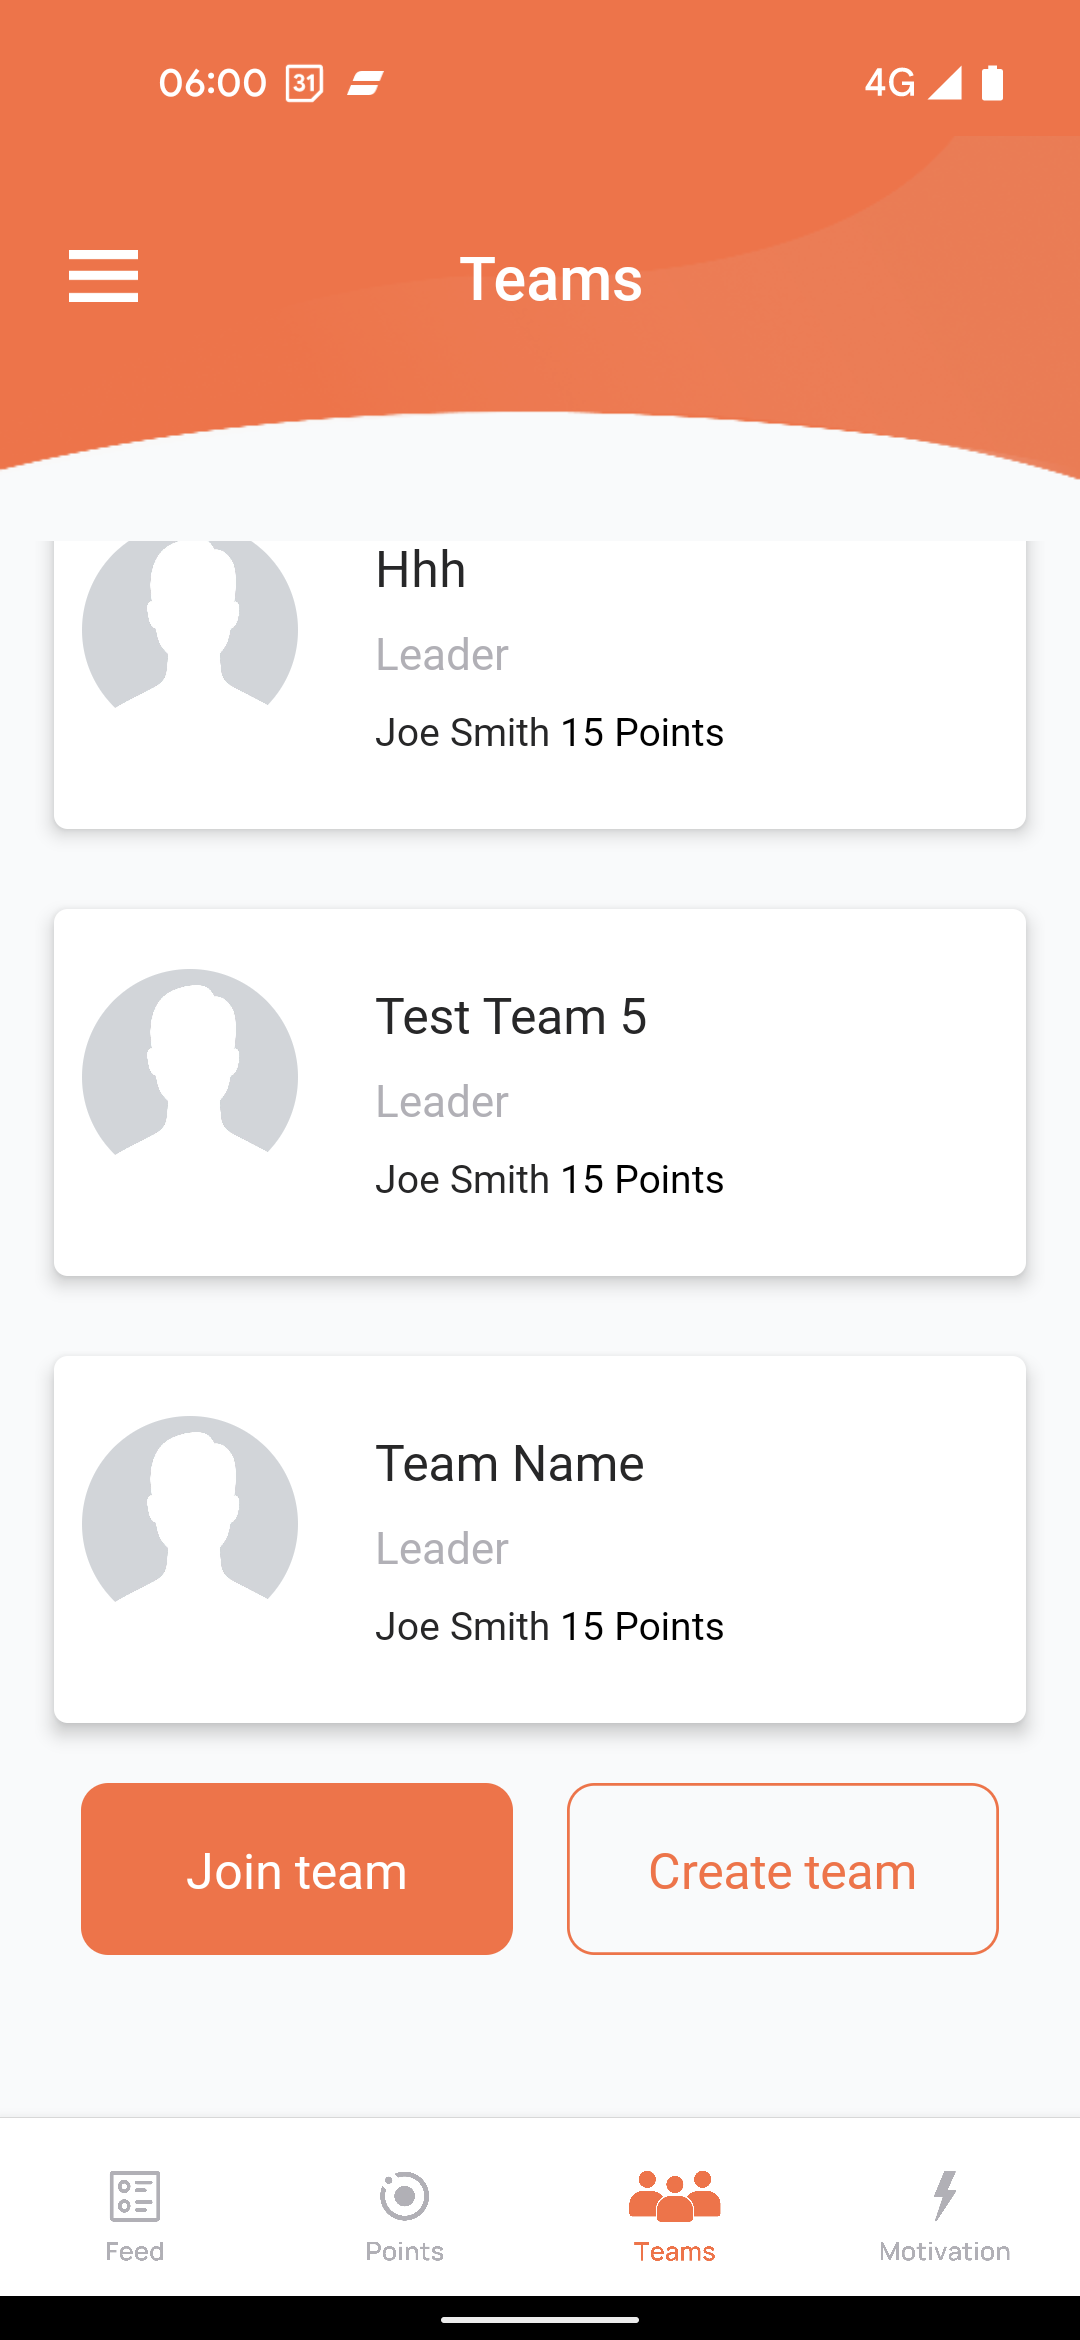 06:00 31 4G
Teams
Hhh
Leader
Joe Smith 15 Points
Test Team 5
Leader
Joe Smith 15 Points
Team Name
Leader
Joe Smith 15 Points
Join team Create team
Feed Points Teams Motivation